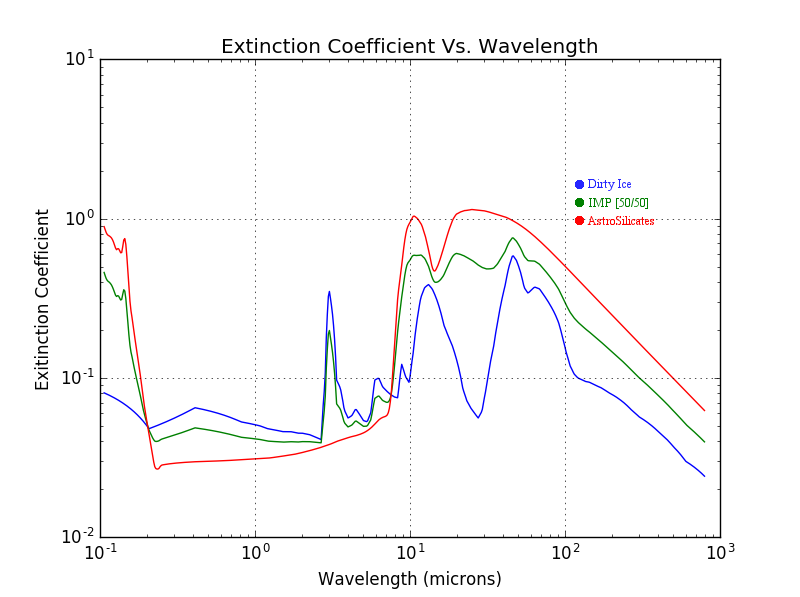 Extinction Coefficient Vs. Wavelength
10^1
10^0
10^-1
10^-2
Exitinction Coefficient
Dirty Ice
IMP [50/50]
AstroSilicates
10^-1
10^0
10^1
10^2
10^3
Wavelength (microns)